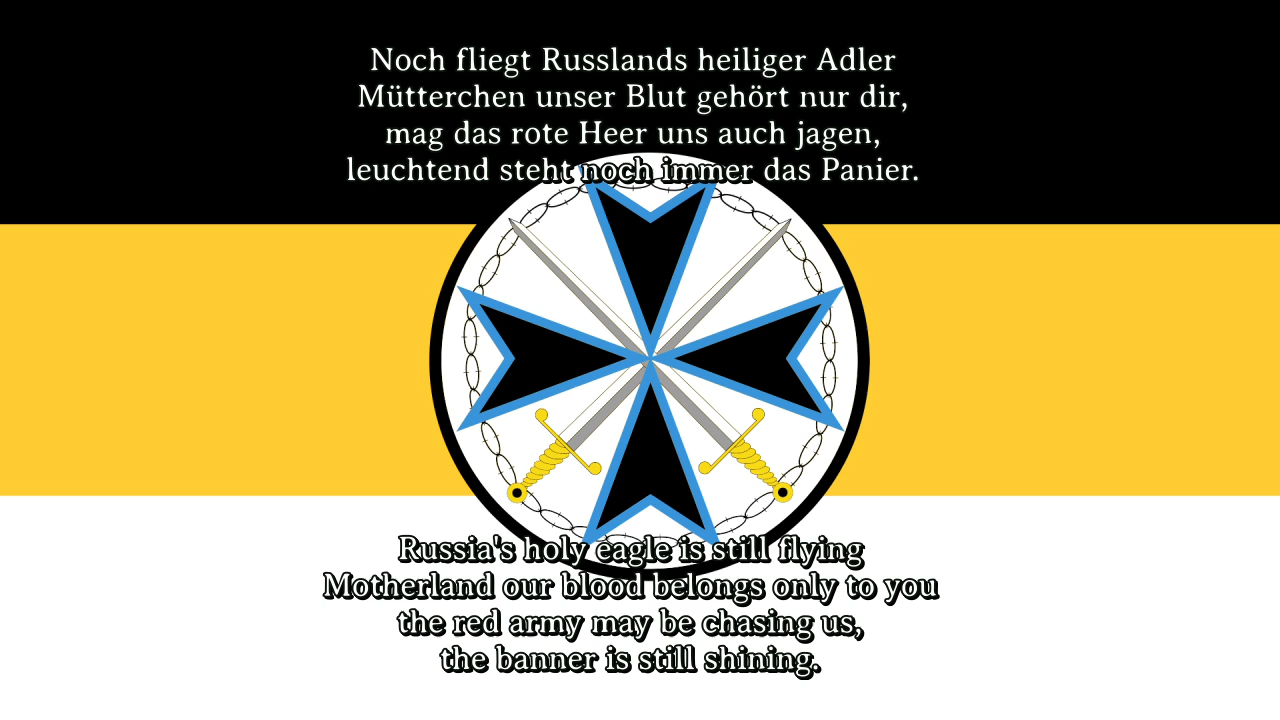 Noch fliegt Russlands heiliger Adler
Mütterchen unser Blut gehört nur dir,
mag das rote Heer uns auch jagen,
leuchtend steht noch immer das Panier.
Russia's holy eagle is still flying
Motherland our blood belongs only to you
the red army may be chasing us,
the banner is still shining.